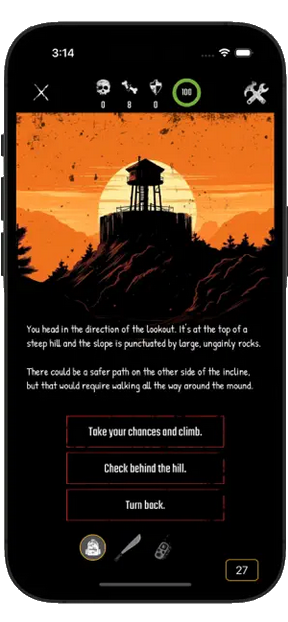 3:14
100
0 8 0
You head in the direction of the lookout. It's at the top of a
steep hill and the slope is punctuated by large, ungainly rocks.
There could be a safer path on the other side of the incline,
but that would require walking all the way around the mound.
Take your chances and climb.
Check behind the hill.
Turn back.
27